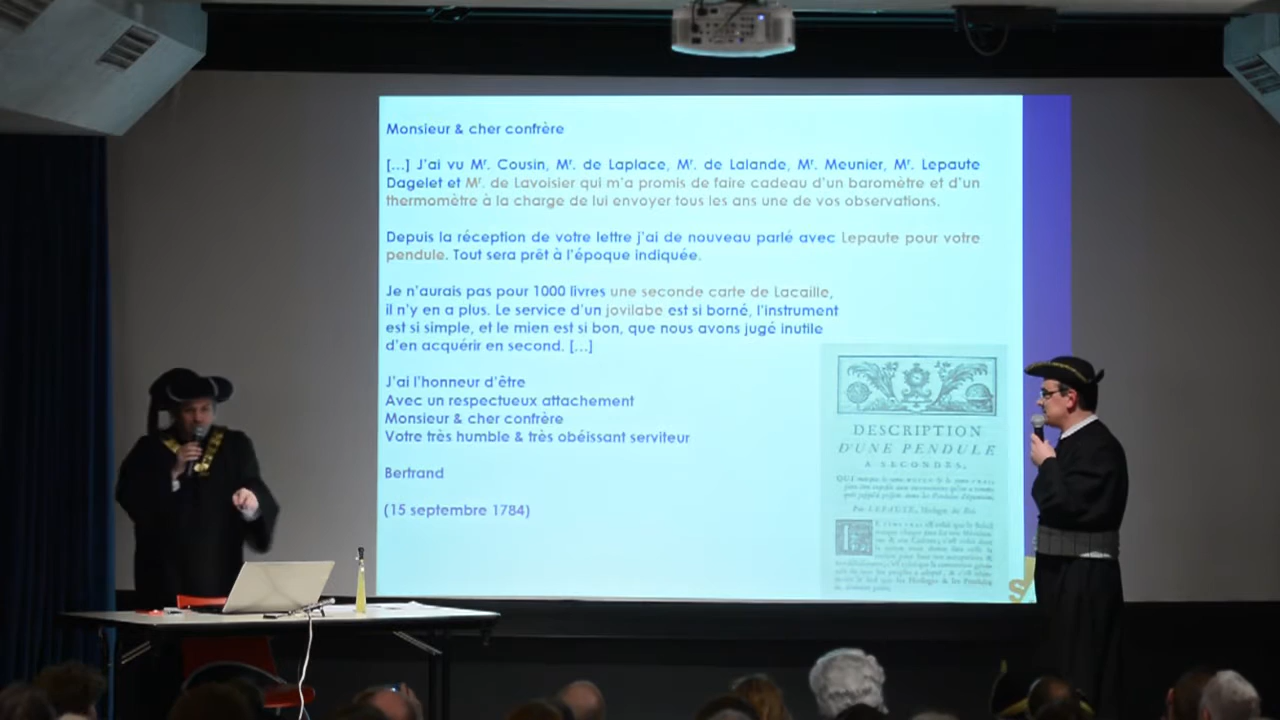 Monsieur & cher confrère
[...] J'ai vu Mr. Cousin, Mr. de Laplace, Mr. de Lalande, Mr. Meunier, Mr. Lepaute
Dagelet et Mr. de Lavoisier qui m'a promis de faire cadeau d'un baromètre et d'un
thermomètre à la charge de lui envoyer tous les ans une de vos observations.
Depuis la réception de votre lettre j'ai de nouveau parlé avec Lepaute pour votre
pendule. Tout sera prêt à l'époque indiquée.
Je n'aurais pas pour 1000 livres une seconde carte de Lacaille,
il n'y en a plus. Le service d'un jovilabe est si borné, l'instrument
est si simple, et le mien est si bon, que nous avons jugé inutile
d'en acquérir en second. [...]
J'ai l'honneur d'être
Avec un respectueux attachement
Monsieur & cher confrère
Votre très humble & très obéissant serviteur
Bertrand
(15 septembre 1784)
DESCRIPTION
D'UNE PENDULE
A SECONDES,